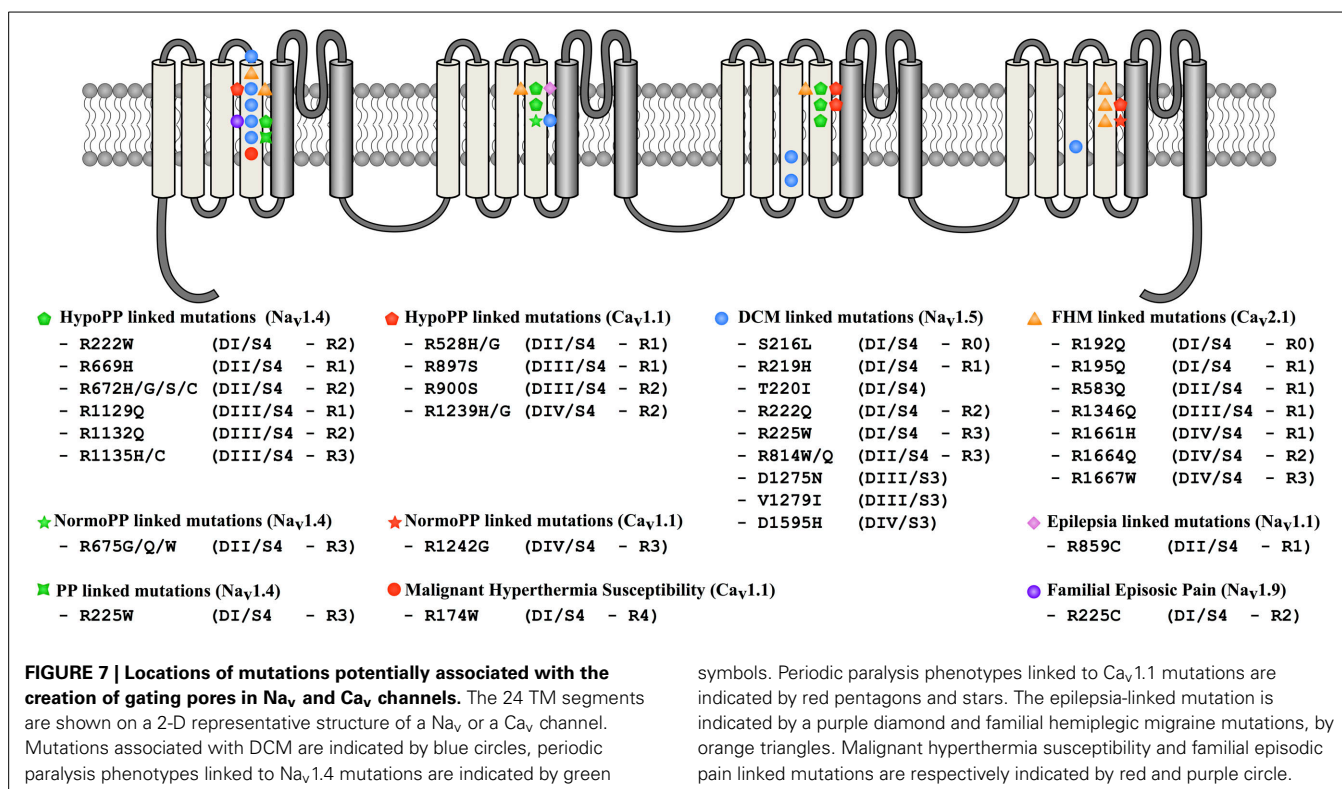 HypoPP linked mutations (Nav1.4)
- R222W (DI/S4 - R2)
- R669H (DII/S4 - R1)
- R672H/G/S/C (DII/S4 - R2)
- R1129Q (DIII/S4 - R1)
- R1132Q (DIII/S4 - R2)
- R1135H/C (DIII/S4 - R3)
NormoPP linked mutations (Nav1.4)
- R675G/Q/W (DII/S4 - R3)
PP linked mutations (Nav1.4)
- R225W (DI/S4 - R3)
HypoPP linked mutations (Cav1.1)
- R528H/G (DII/S4 - R1)
- R897S (DIII/S4 - R1)
- R900S (DIII/S4 - R2)
- R1239H/G (DIV/S4 - R2)
NormoPP linked mutations (Cav1.1)
- R1242G (DIV/S4 - R3)
Malignant Hyperthermia Susceptibility (Cav1.1)
- R174W (DI/S4 - R4)
DCM linked mutations (Nav1.5)
- S216L (DI/S4 - R0)
- R219H (DI/S4 - R1)
- T220I (DI/S4)
- R222Q (DI/S4 - R2)
- R225W (DI/S4 - R3)
- R814W/Q (DII/S4 - R3)
- D1275N (DIII/S3)
- V1279I (DIII/S3)
- D1595H (DIV/S3)
FHM linked mutations (Cav2.1)
- R192Q (DI/S4 - R0)
- R195Q (DI/S4 - R1)
- R583Q (DII/S4 - R1)
- R1346Q (DIII/S4 - R1)
- R1661H (DIV/S4 - R1)
- R1664Q (DIV/S4 - R2)
- R1667W (DIV/S4 - R3)
Epilepsia linked mutations (Nav1.1)
- R859C (DII/S4 - R1)
Familial Episosic Pain (Nav1.9)
- R225C (DI/S4 - R2)
FIGURE 7 | Locations of mutations potentially associated with the
creation of gating pores in Nav and Cav channels. The 24 TM segments
are shown on a 2-D representative structure of a Nav or a Cav channel.
Mutations associated with DCM are indicated by blue circles, periodic
paralysis phenotypes linked to Nav1.4 mutations are indicated by green
symbols. Periodic paralysis phenotypes linked to Cav1.1 mutations are
indicated by red pentagons and stars. The epilepsia-linked mutation is
indicated by a purple diamond and familial hemiplegic migraine mutations, by
orange triangles. Malignant hyperthermia susceptibility and familial episodic
pain linked mutations are respectively indicated by red and purple circle.